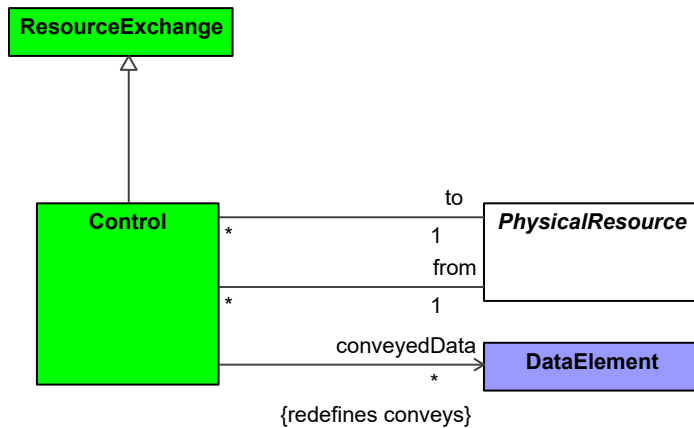 ResourceExchange
Control
to
PhysicalResource
*
1
from
*
1
conveyedData
DataElement
*
{redefines conveys}